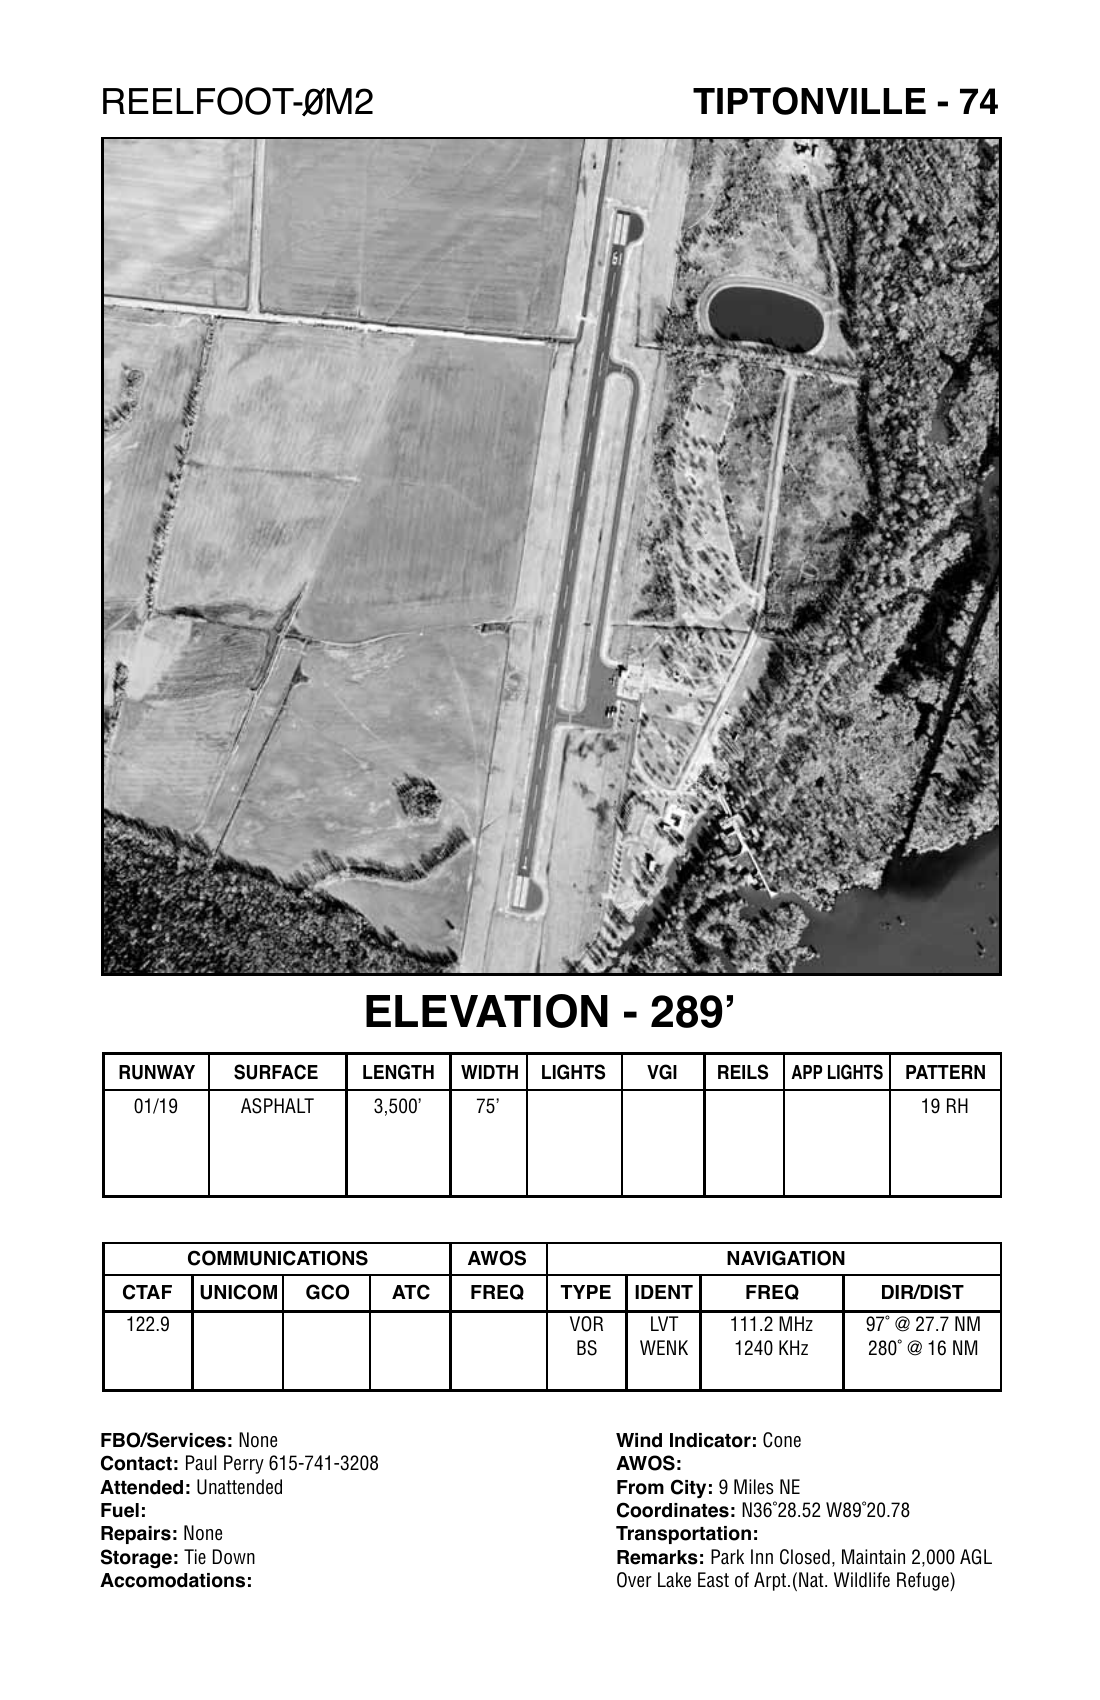 REELFOOT-ØM2
TIPTONVILLE - 74
19
1
ELEVATION - 289’
RUNWAY SURFACE LENGTH WIDTH LIGHTS VGI REILS APP LIGHTS PATTERN
01/19 ASPHALT 3,500’ 75’ 19 RH
COMMUNICATIONS AWOS NAVIGATION
CTAF UNICOM GCO ATC FREQ TYPE IDENT FREQ DIR/DIST
122.9 VOR LVT 111.2 MHz 97˚ @ 27.7 NM
BS WENK 1240 KHz 280˚ @ 16 NM
FBO/Services: None
Contact: Paul Perry 615-741-3208
Attended: Unattended
Fuel:
Repairs: None
Storage: Tie Down
Accomodations:
Wind Indicator: Cone
AWOS:
From City: 9 Miles NE
Coordinates: N36˚28.52 W89˚20.78
Transportation:
Remarks: Park Inn Closed, Maintain 2,000 AGL
Over Lake East of Arpt.(Nat. Wildlife Refuge)